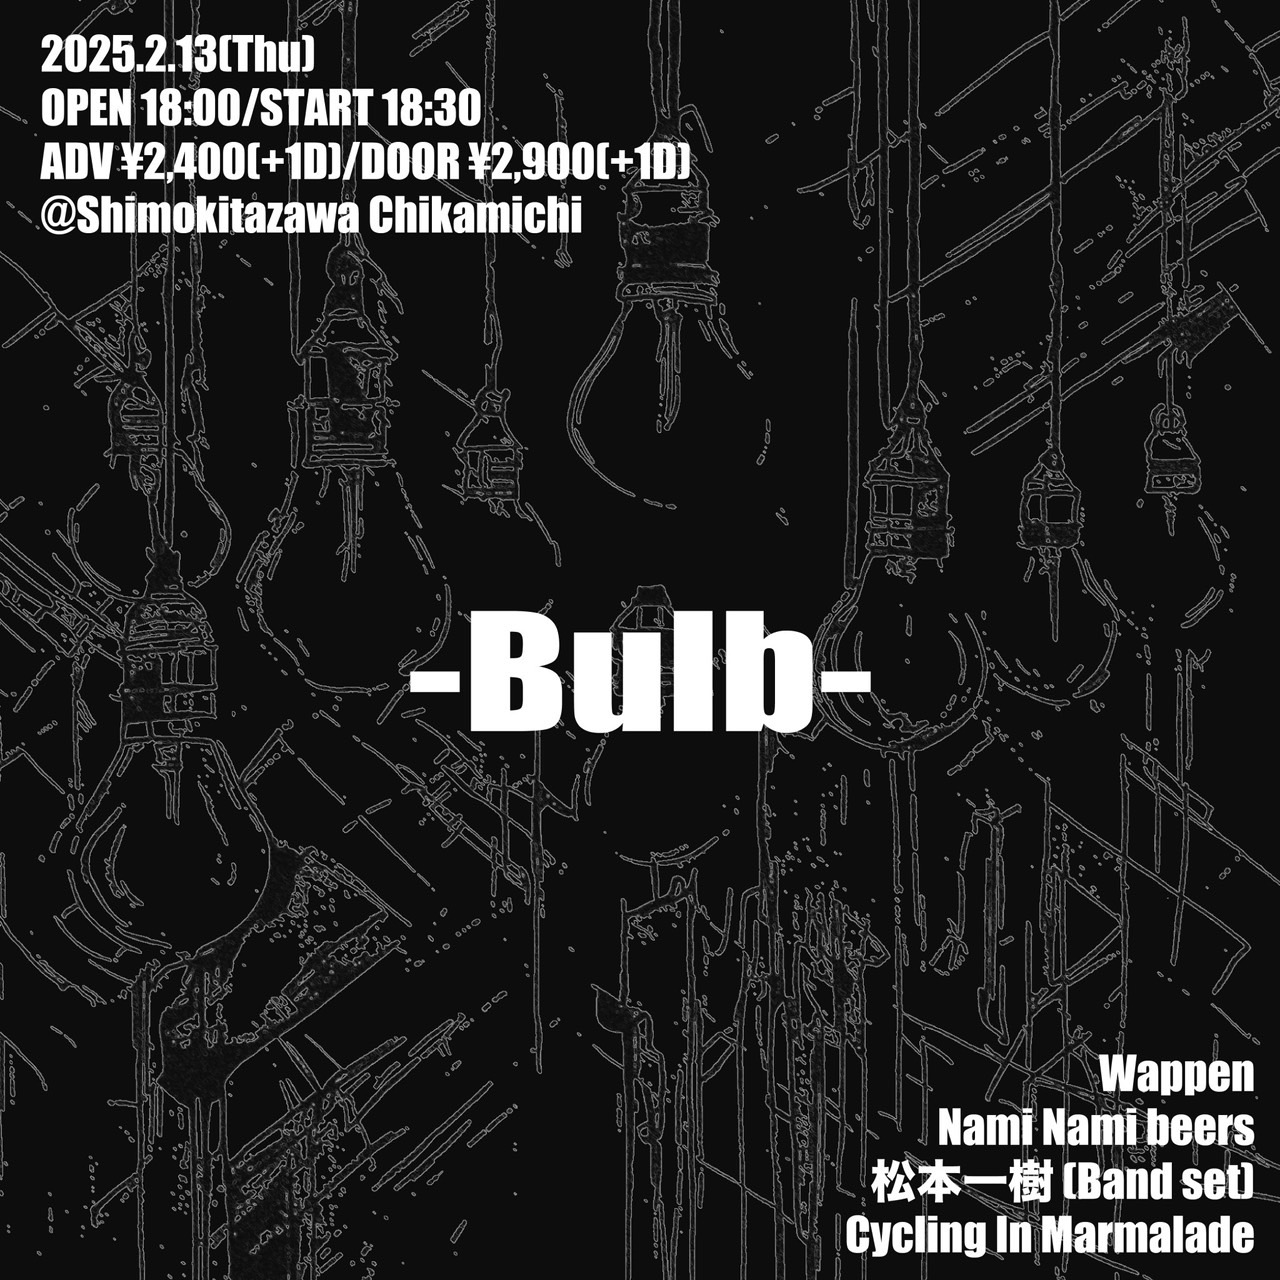 2025.2.13(Thu)
OPEN 18:00/START 18:30
ADV ¥2,400(+1D)/DOOR ¥2,900(+1D)
@Shimokitazawa Chikamichi
-Bulb-
Wappen
Nami Nami beers
松本一樹 (Band set)
Cycling In Marmalade